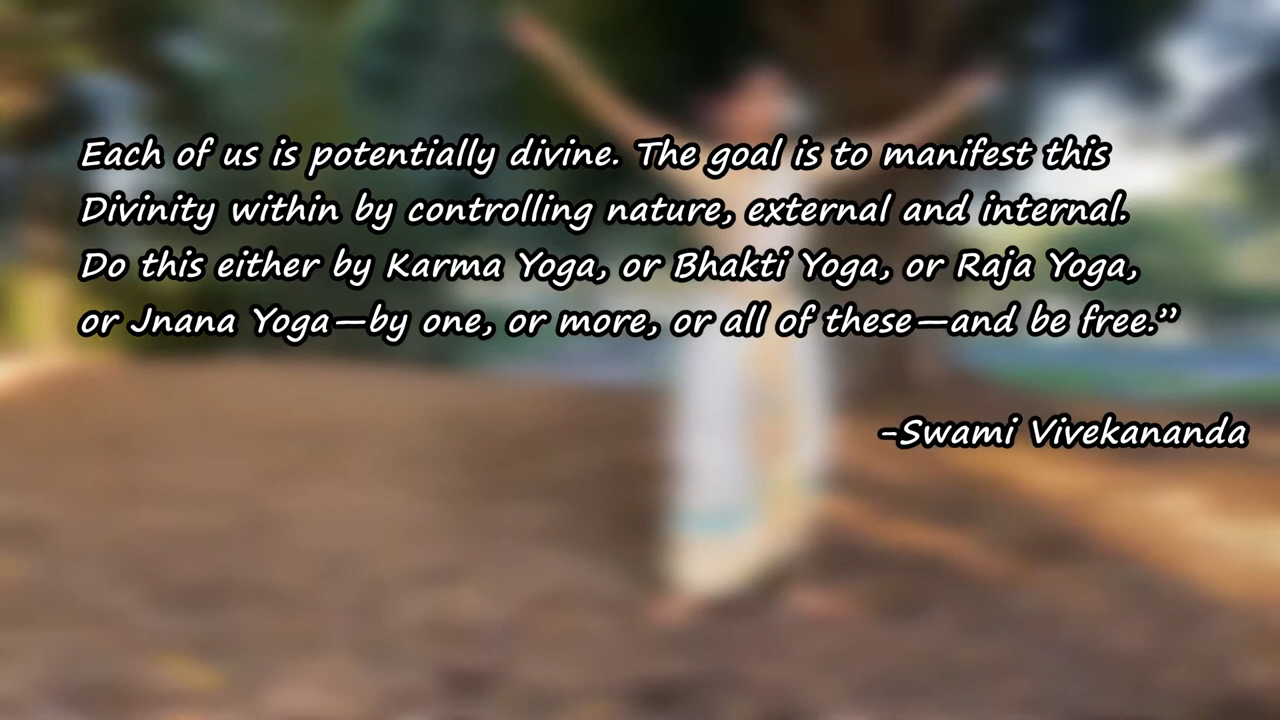 Each of us is potentially divine. The goal is to manifest this
Divinity within by controlling nature, external and internal.
Do this either by Karma Yoga, or Bhakti Yoga, or Raja Yoga,
or Jnana Yoga—by one, or more, or all of these—and be free.”
-Swami Vivekananda